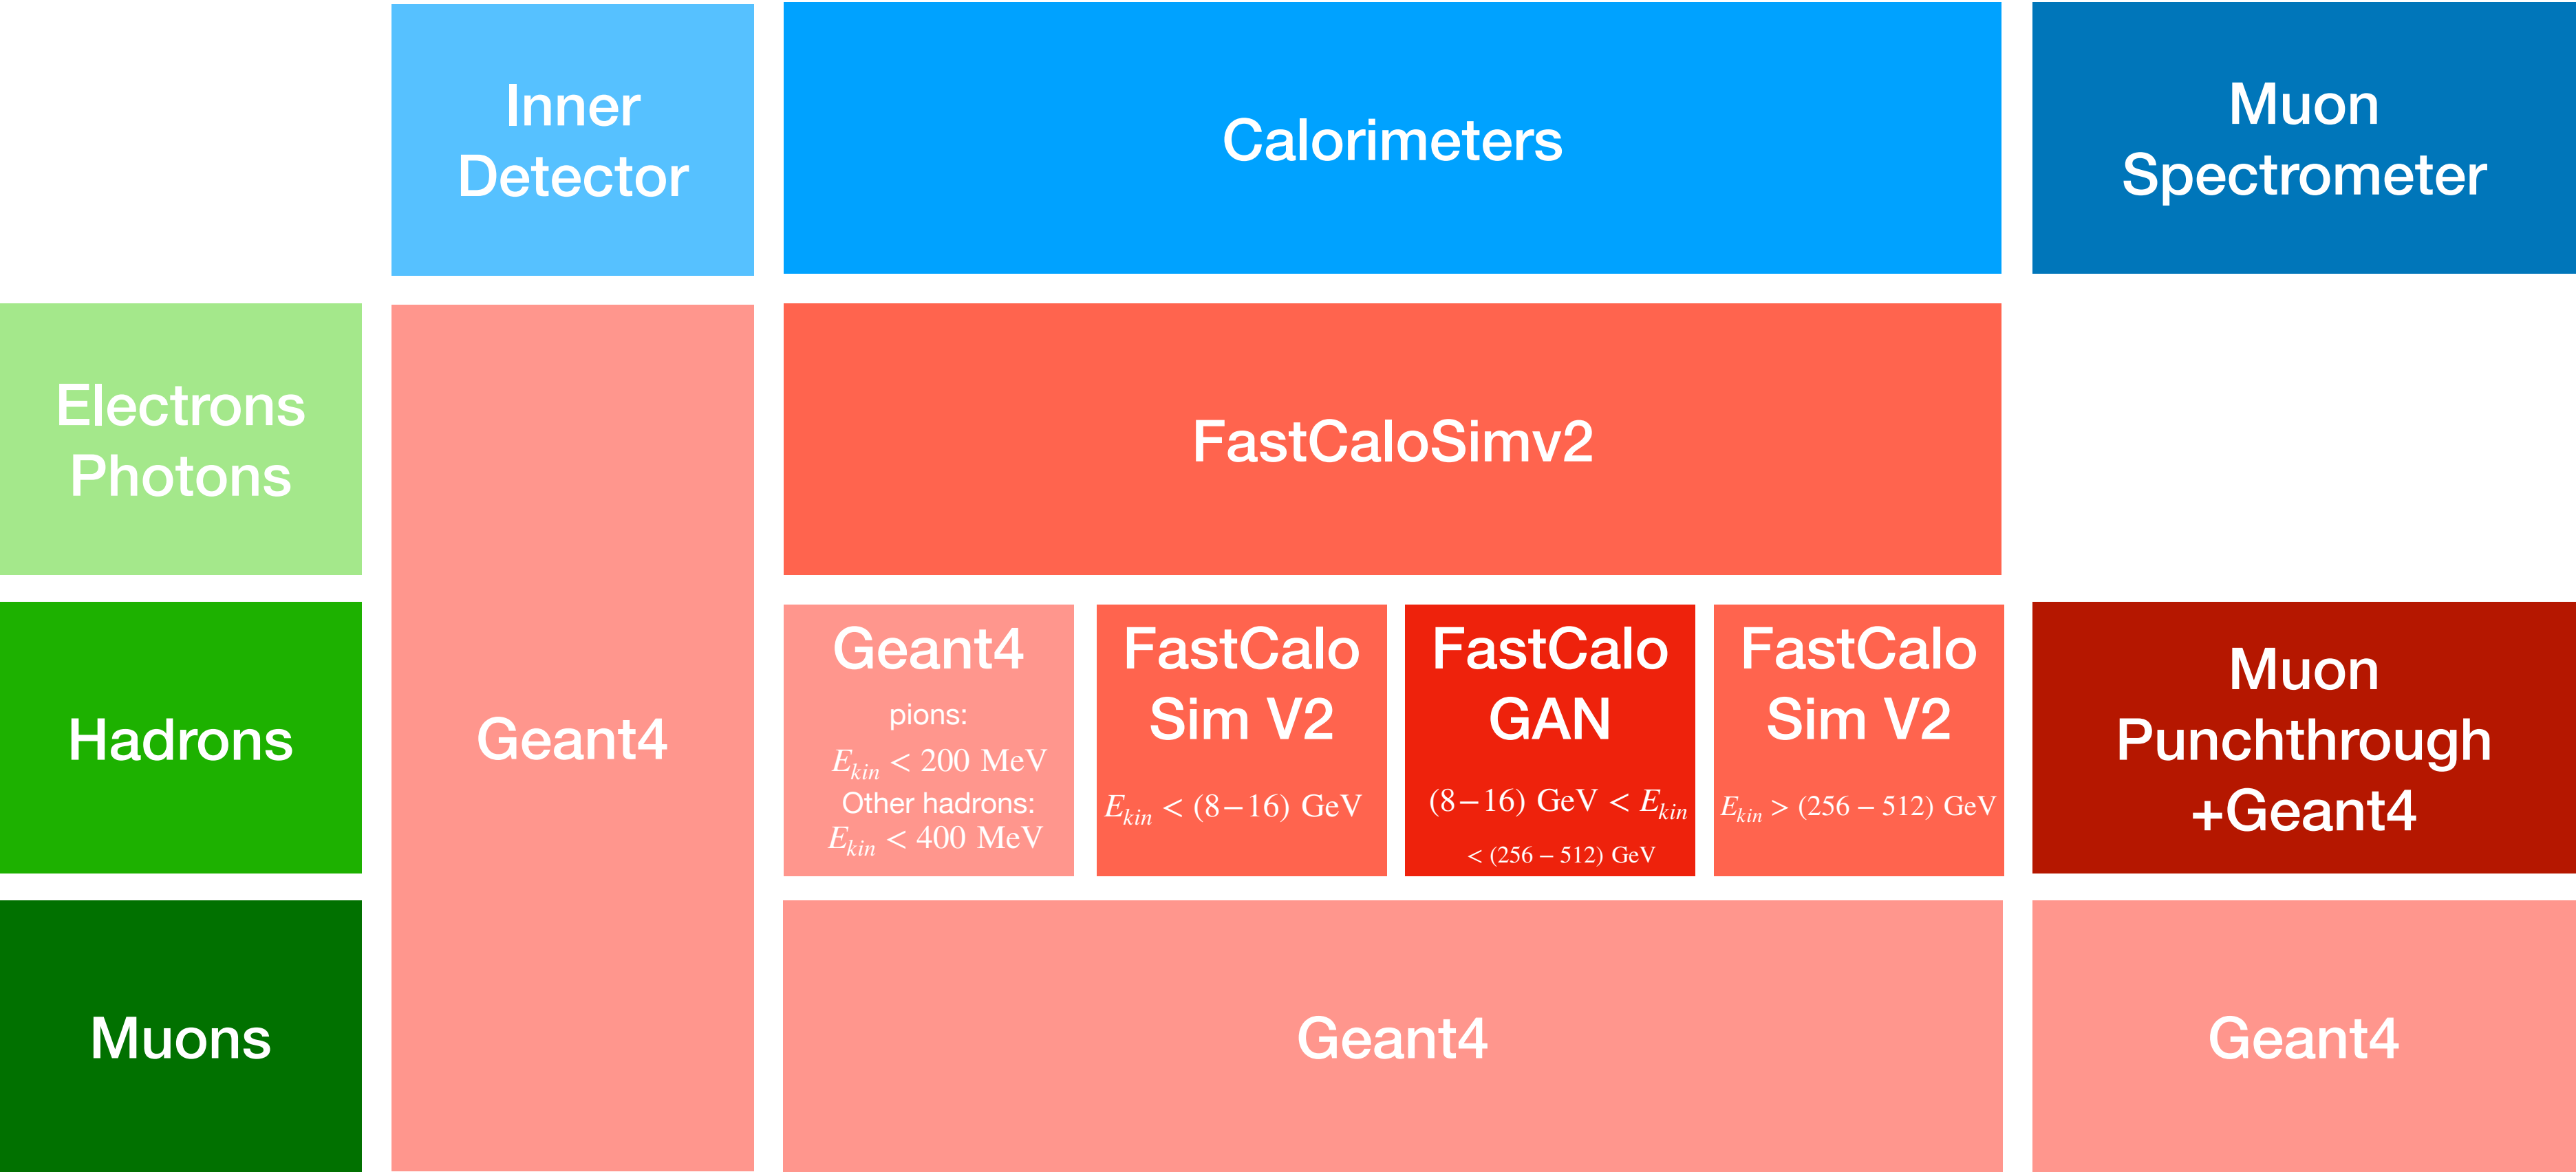 Inner
Detector
Calorimeters
Muon
Spectrometer
Electrons
Photons
FastCaloSimv2
Hadrons
Geant4
Geant4
pions:
E_kin < 200 MeV
Other hadrons:
E_kin < 400 MeV
FastCalo
Sim V2
E_kin < (8−16) GeV
FastCalo
GAN
(8−16) GeV < E_kin
< (256 − 512) GeV
FastCalo
Sim V2
E_kin > (256 − 512) GeV
Muon
Punchthrough
+Geant4
Muons
Geant4
Geant4